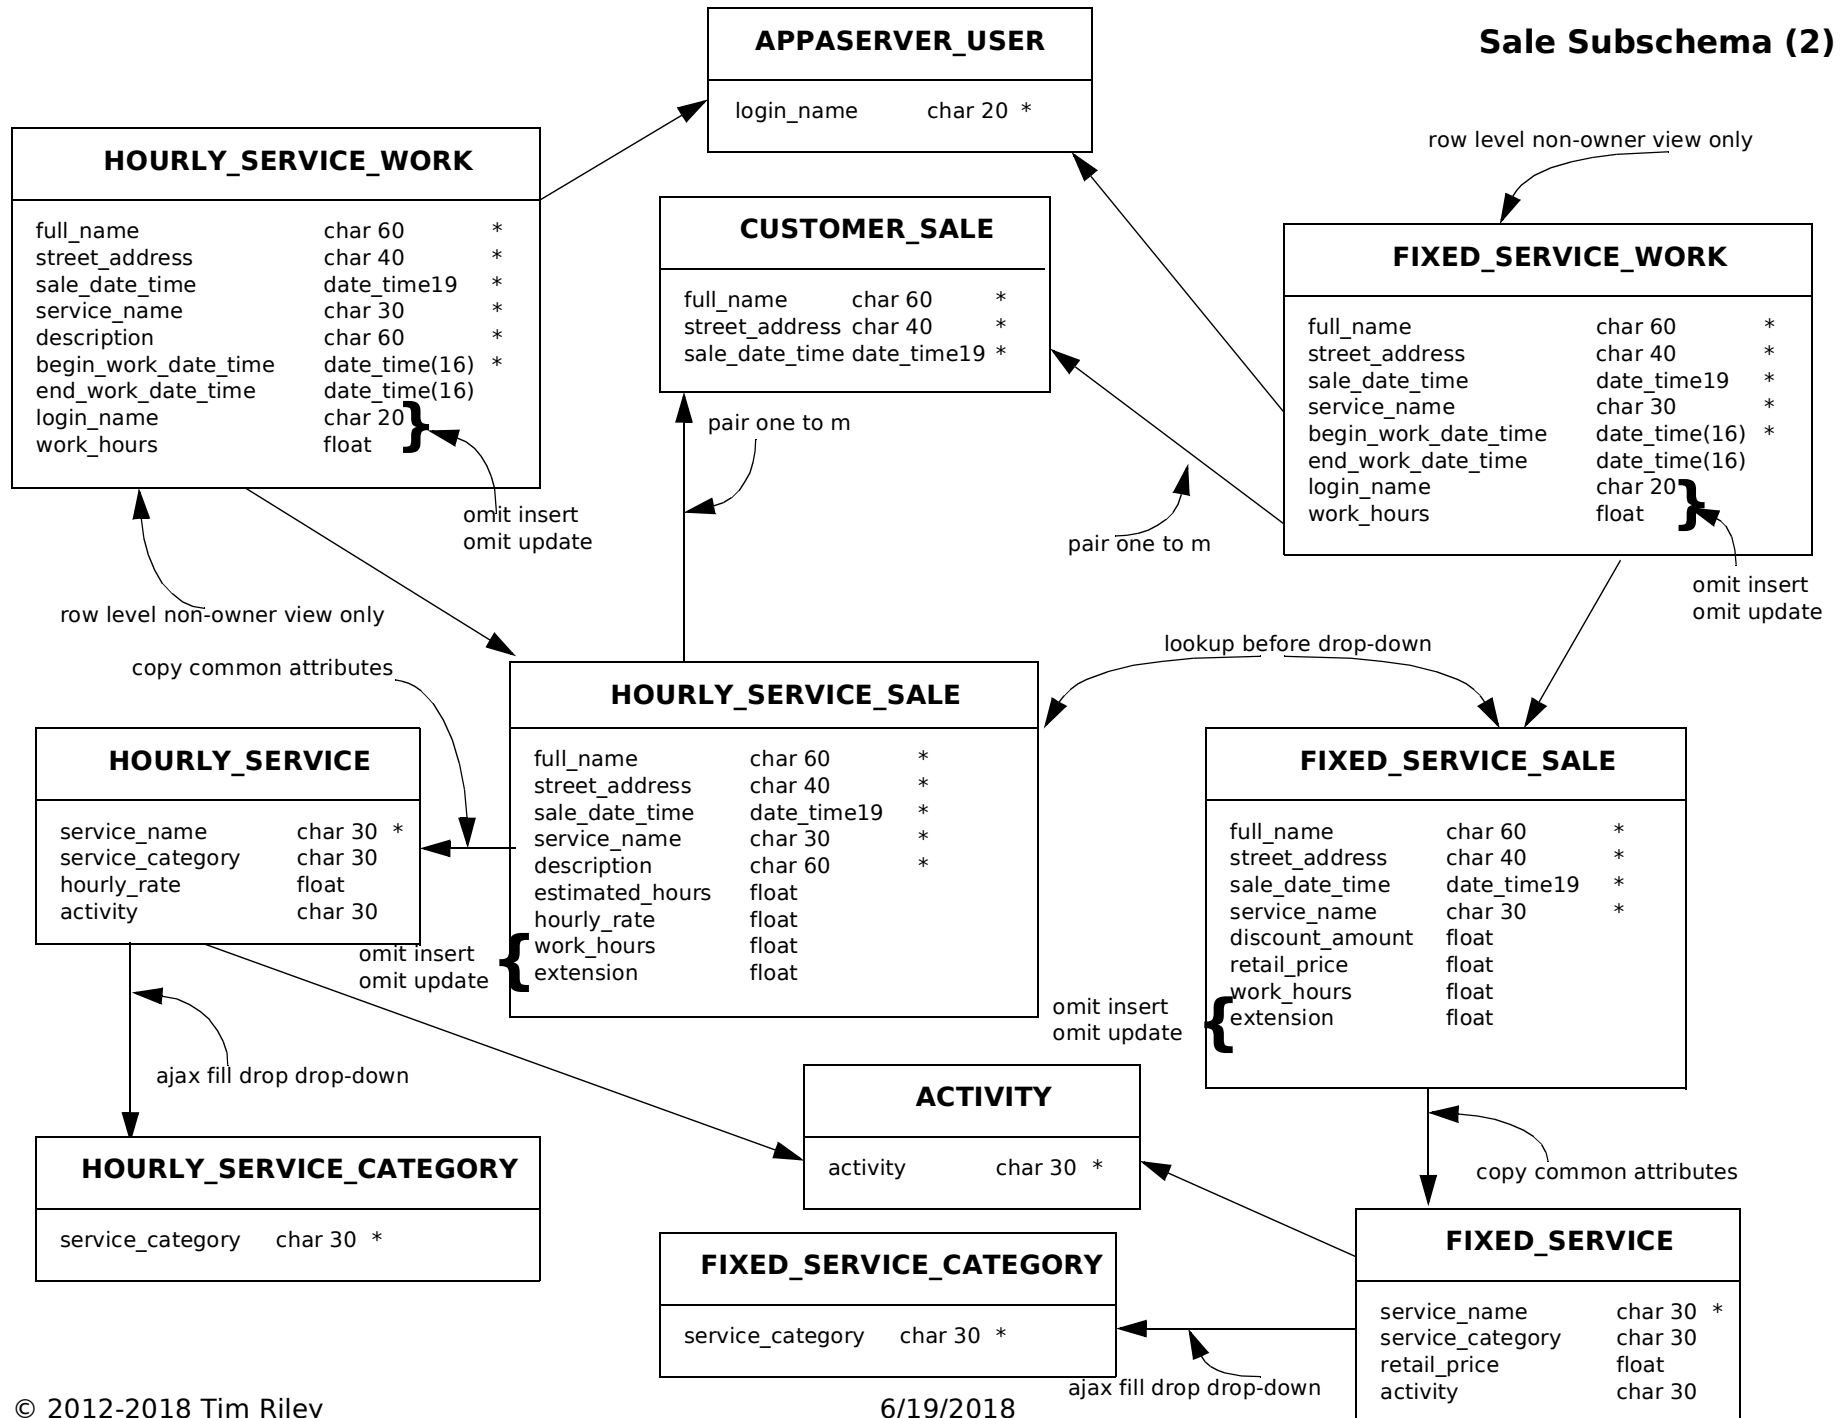 Sale Subschema (2)
APPASERVER_USER
login_name char 20 *
HOURLY_SERVICE_WORK
full_name char 60 *
street_address char 40 *
sale_date_time date_time19 *
service_name char 30 *
description char 60 *
begin_work_date_time date_time(16) *
end_work_date_time date_time(16)
login_name char 20
work_hours float
}
omit insert
omit update
row level non-owner view only
CUSTOMER_SALE
full_name char 60 *
street_address char 40 *
sale_date_time date_time19 *
pair one to m
row level non-owner view only
FIXED_SERVICE_WORK
full_name char 60 *
street_address char 40 *
sale_date_time date_time19 *
service_name char 30 *
begin_work_date_time date_time(16) *
end_work_date_time date_time(16)
login_name char 20
work_hours float
}
omit insert
omit update
pair one to m
lookup before drop-down
copy common attributes
HOURLY_SERVICE_SALE
full_name char 60 *
street_address char 40 *
sale_date_time date_time19 *
service_name char 30 *
description char 60 *
estimated_hours float
hourly_rate float
work_hours float
extension float
{
omit insert
omit update
HOURLY_SERVICE
service_name char 30 *
service_category char 30
hourly_rate float
activity char 30
ajax fill drop drop-down
FIXED_SERVICE_SALE
full_name char 60 *
street_address char 40 *
sale_date_time date_time19 *
service_name char 30 *
discount_amount float
retail_price float
work_hours float
extension float
{
omit insert
omit update
ACTIVITY
activity char 30 *
copy common attributes
HOURLY_SERVICE_CATEGORY
service_category char 30 *
FIXED_SERVICE_CATEGORY
service_category char 30 *
FIXED_SERVICE
service_name char 30 *
service_category char 30
retail_price float
activity char 30
ajax fill drop drop-down
© 2012-2018 Tim Riley
6/19/2018